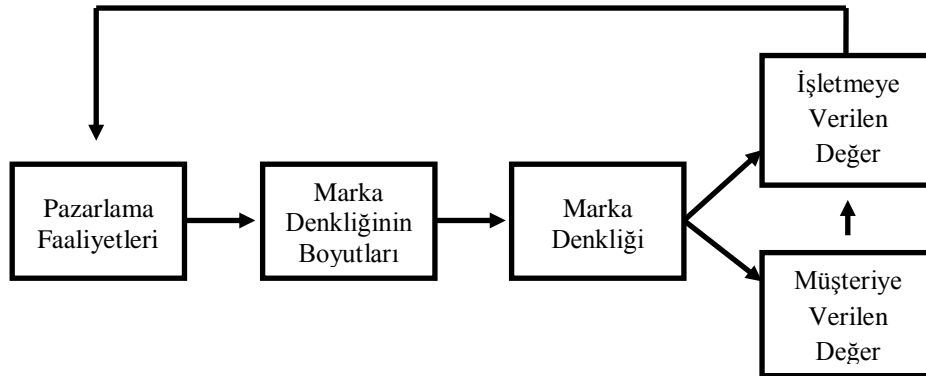 Pazarlama
Faaliyetleri
Marka
Denkliğinin
Boyutları
Marka
Denkliği
İşletmeye
Verilen
Değer
Müşteriye
Verilen
Değer